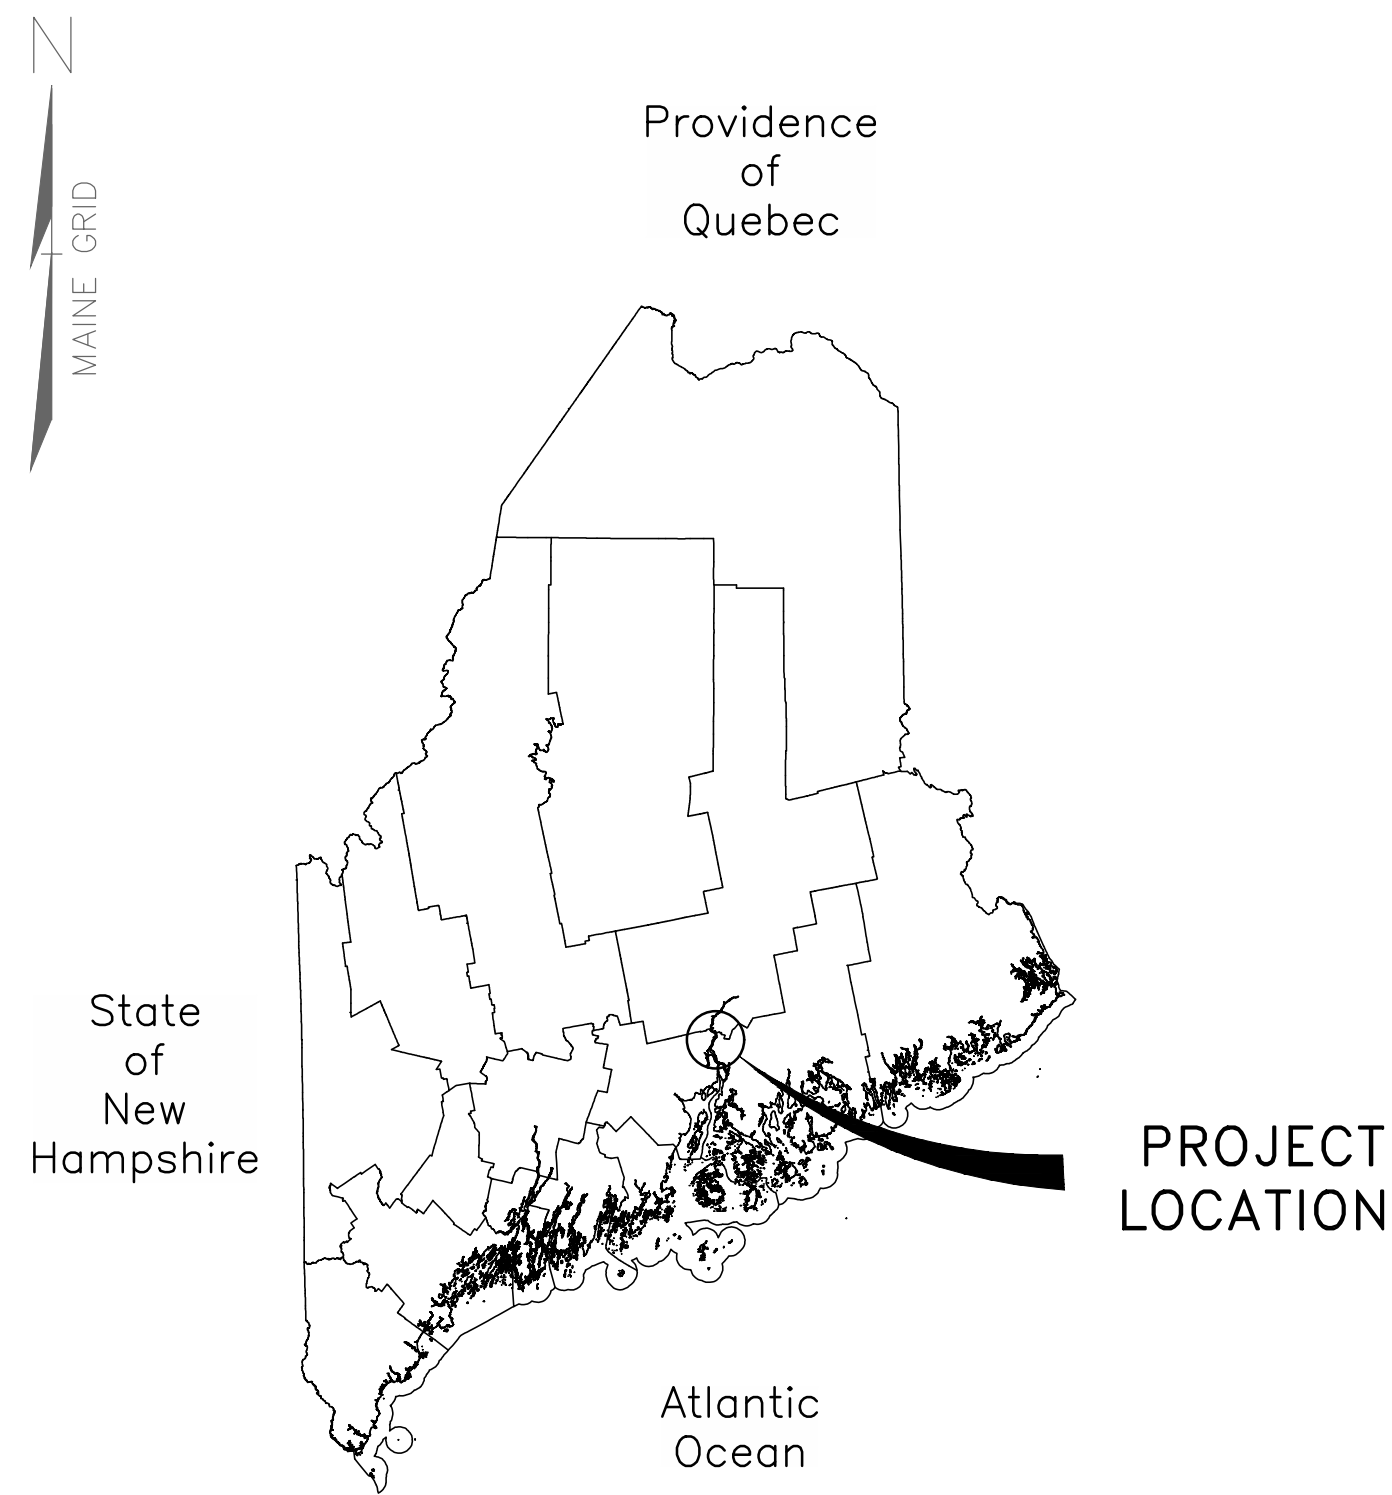 N
MAINE GRID
Providence
of
Quebec
State
of
New
Hampshire
PROJECT
LOCATION
Atlantic
Ocean